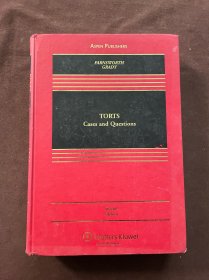 ASPEN PUBLISHERS
FARNSWORTH
GRADY
TORTS
Cases and Questions
Wolters Kluwer